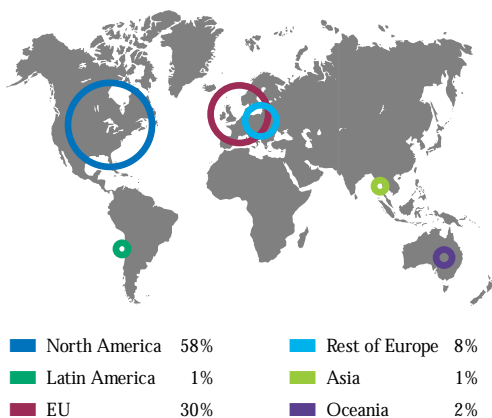 North America 58%
Latin America 1%
EU 30%
Rest of Europe 8%
Asia 1%
Oceania 2%